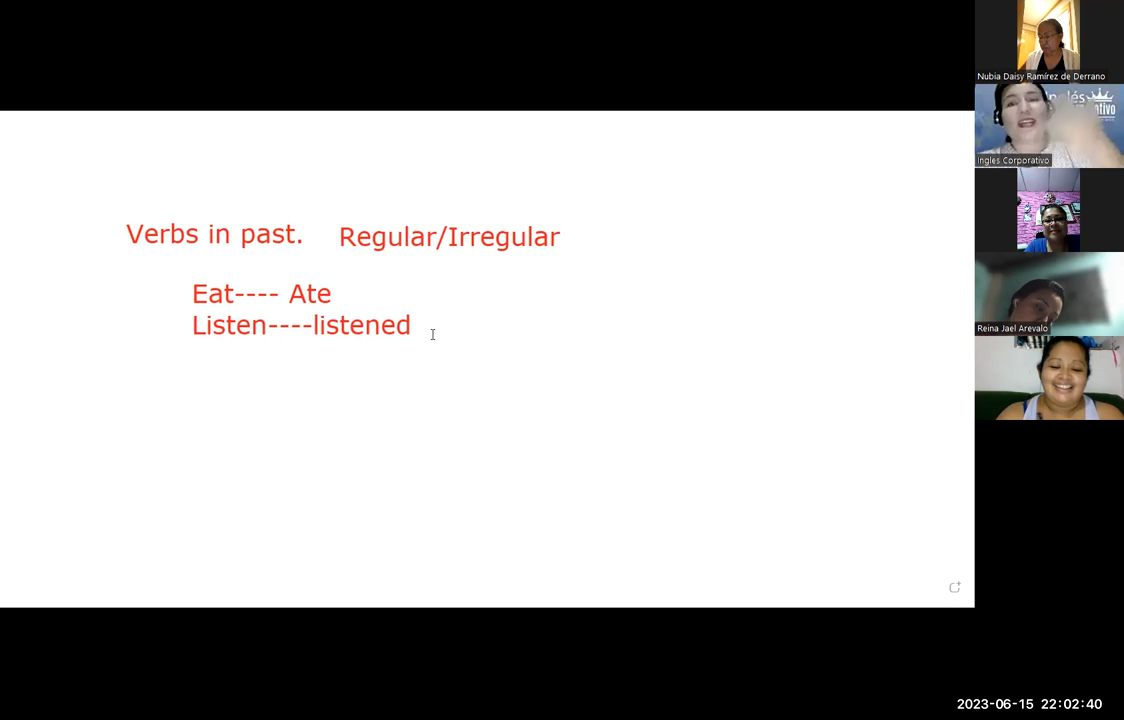 Verbs in past. Regular/Irregular
Eat---- Ate
Listen----listened
Nubia Daisy Ramírez de Derrano
Inglés
Ingles Corporativo
Reina Jael Arevalo
2023-06-15 22:02:40